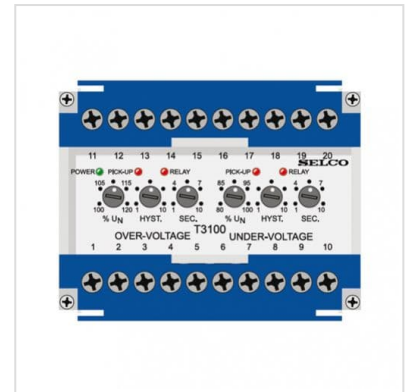 11 12 13 14 15 16 17 18 19 20
SELCO
POWER PICK-UP RELAY PICK-UP RELAY
105 115 4 7 85 95 4 7
100 120 1 10 1 10 80 100 1 10 1 10
% UN HYST. SEC. % UN HYST. SEC.
T3100
OVER-VOLTAGE UNDER-VOLTAGE
1 2 3 4 5 6 7 8 9 10